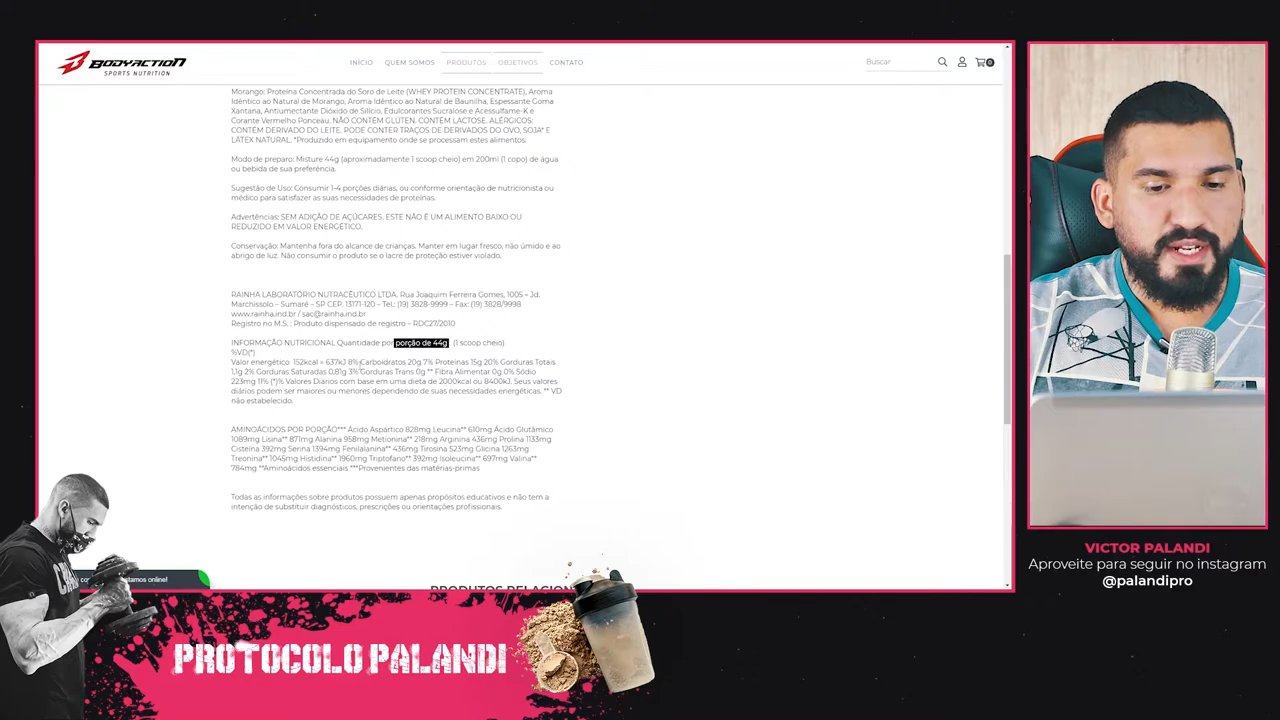 BODYACTION
SPORTS NUTRITION
INÍCIO QUEM SOMOS PRODUTOS OBJETIVOS CONTATO
Buscar
0
Morango: Proteína Concentrada do Soro de Leite (WHEY PROTEIN CONCENTRATE), Aroma
Idêntico ao Natural de Morango, Aroma Idêntico ao Natural de Baunilha, Espessante Goma
Xantana, Antiumectante Dióxido de Silício, Edulcorantes Sucralose e Acessulfame-K e
Corante Vermelho Ponceau. NÃO CONTÉM GLÚTEN. CONTÉM LACTOSE. ALÉRGICOS:
CONTÉM DERIVADO DO LEITE. PODE CONTER TRAÇOS DE DERIVADOS DO OVO, SOJA* E
LÁTEX NATURAL. *Produzido em equipamento onde se processam estes alimentos.
Modo de preparo: Misture 44g (aproximadamente 1 scoop cheio) em 200ml (1 copo) de água
ou bebida de sua preferência.
Sugestão de Uso: Consumir 1-4 porções diárias, ou conforme orientação de nutricionista ou
médico para satisfazer as suas necessidades de proteínas.
Advertências: SEM ADIÇÃO DE AÇÚCARES. ESTE NÃO É UM ALIMENTO BAIXO OU
REDUZIDO EM VALOR ENERGÉTICO.
Conservação: Mantenha fora do alcance de crianças. Manter em lugar fresco, não úmido e ao
abrigo de luz. Não consumir o produto se o lacre de proteção estiver violado.
RAINHA LABORATÓRIO NUTRACÊUTICO LTDA. Rua Joaquim Ferreira Gomes, 1005 – Jd.
Marchissolo – Sumaré – SP CEP. 13171-120 – Tel.: (19) 3828-9999 – Fax: (19) 3828/9998
www.rainha.ind.br / sac@rainha.ind.br
Registro no M.S. : Produto dispensado de registro – RDC27/2010
INFORMAÇÃO NUTRICIONAL Quantidade por porção de 44g (1 scoop cheio)
%VD(*)
Valor energético 152kcal = 637kJ 8% Carboidratos 20g 7% Proteínas 15g 20% Gorduras Totais
1,1g 2% Gorduras Saturadas 0,81g 3% Gorduras Trans 0g ** Fibra Alimentar 0g 0% Sódio
223mg 11% (*)% Valores Diários com base em uma dieta de 2000kcal ou 8400kJ. Seus valores
diários podem ser maiores ou menores dependendo de suas necessidades energéticas. ** VD
não estabelecido.
AMINOÁCIDOS POR PORÇÃO*** Ácido Aspártico 828mg Leucina** 610mg Ácido Glutâmico
1089mg Lisina** 871mg Alanina 958mg Metionina** 218mg Arginina 436mg Prolina 1133mg
Cisteína 392mg Serina 1394mg Fenilalanina** 436mg Tirosina 523mg Glicina 1263mg
Treonina** 1045mg Histidina** 1960mg Triptofano** 392mg Isoleucina** 697mg Valina**
784mg **Aminoácidos essenciais ***Provenientes das matérias-primas
Todas as informações sobre produtos possuem apenas propósitos educativos e não tem a
intenção de substituir diagnósticos, prescrições ou orientações profissionais.
stamos online!
VICTOR PALANDI
Aproveite para seguir no instagram
@palandipro
PROTOCOLO PALANDI